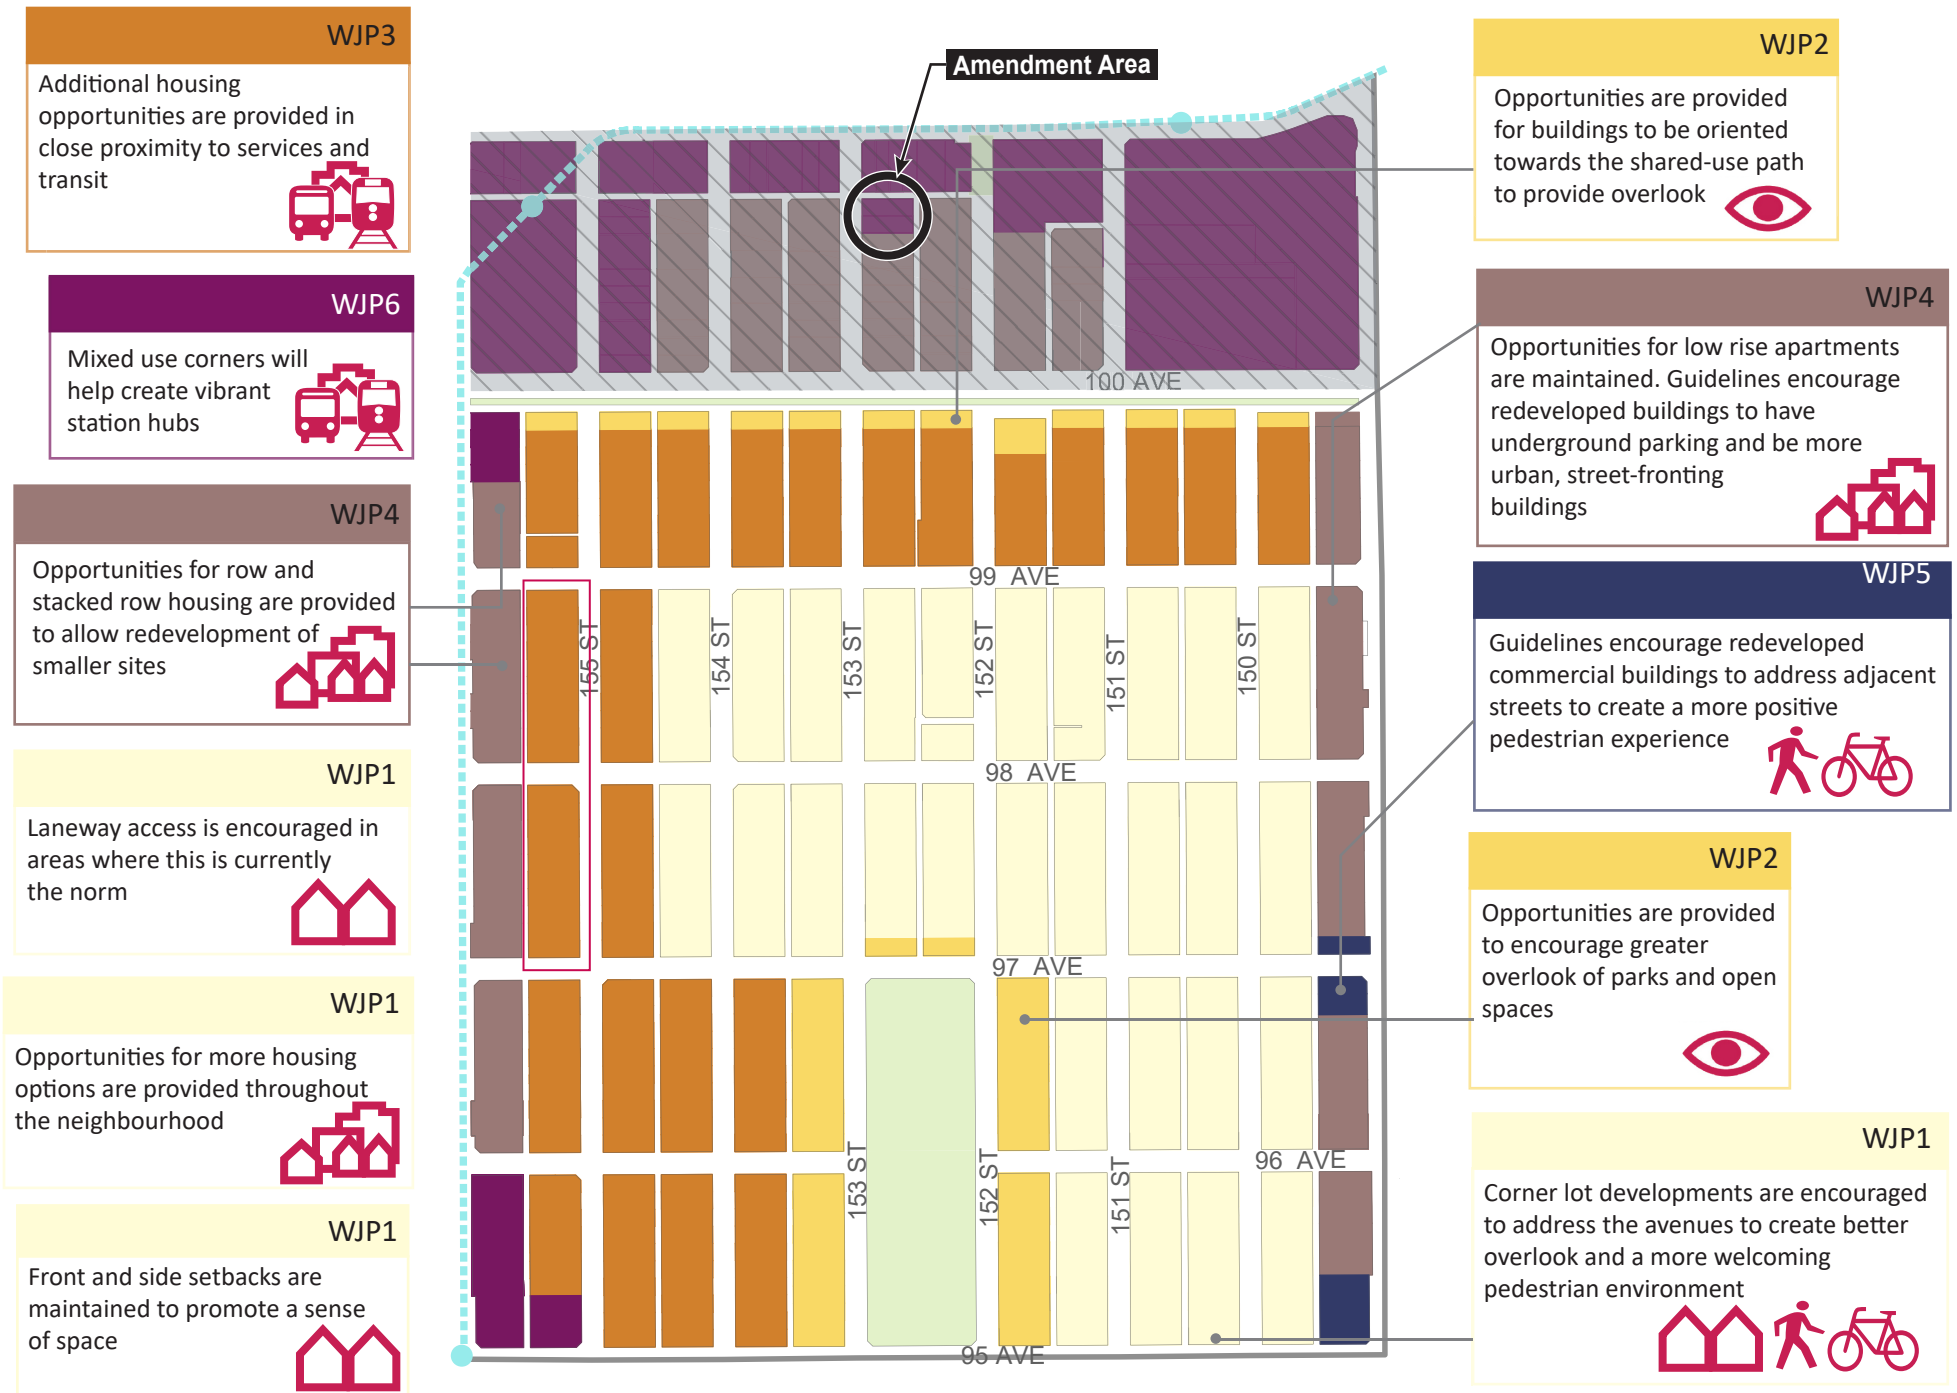 WJP3
Additional housing
opportunities are provided in
close proximity to services and
transit
WJP6
Mixed use corners will
help create vibrant
station hubs
WJP4
Opportunities for row and
stacked row housing are provided
to allow redevelopment of
smaller sites
WJP1
Laneway access is encouraged in
areas where this is currently
the norm
WJP1
Opportunities for more housing
options are provided throughout
the neighbourhood
WJP1
Front and side setbacks are
maintained to promote a sense
of space
Amendment Area
100 AVE
99 AVE
155 ST
154 ST
153 ST
152 ST
151 ST
150 ST
98 AVE
97 AVE
153 ST
152 ST
151 ST
96 AVE
95 AVE
WJP2
Opportunities are provided
for buildings to be oriented
towards the shared-use path
to provide overlook
WJP4
Opportunities for low rise apartments
are maintained. Guidelines encourage
redeveloped buildings to have
underground parking and be more
urban, street-fronting
buildings
WJP5
Guidelines encourage redeveloped
commercial buildings to address adjacent
streets to create a more positive
pedestrian experience
WJP2
Opportunities are provided
to encourage greater
overlook of parks and open
spaces
WJP1
Corner lot developments are encouraged
to address the avenues to create better
overlook and a more welcoming
pedestrian environment